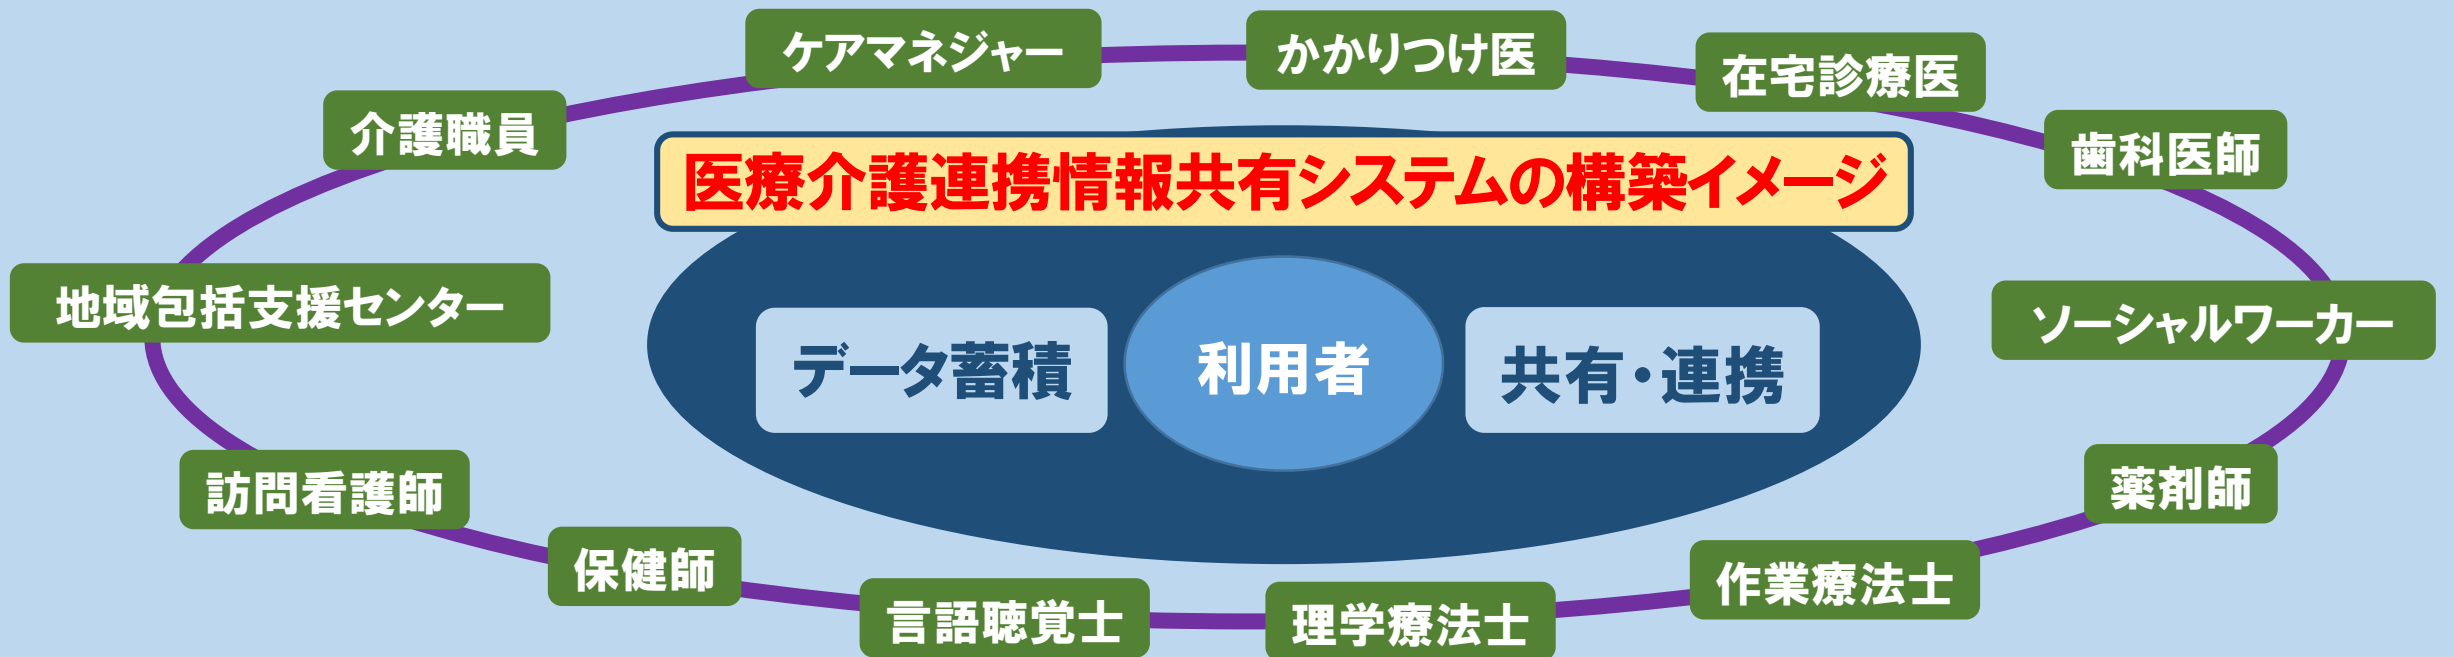 ケアマネジャー
かかりつけ医
在宅診療医
介護職員
歯科医師
医療介護連携情報共有システムの構築イメージ
地域包括支援センター
ソーシャルワーカー
データ蓄積
利用者
共有・連携
訪問看護師
薬剤師
保健師
作業療法士
言語聴覚士
理学療法士